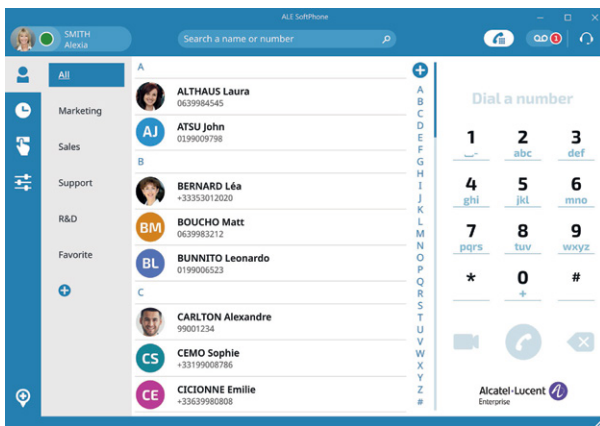 ALE SoftPhone
SMITH
Alexia
Search a name or number
1
All
Marketing
Sales
Support
R&D
Favorite
A
ALTHAUS Laura
0639984545
AJ
ATSU John
0199009798
B
BERNARD Léa
+33353012020
BM
BOUCHO Matt
0639983212
BL
BUNNITO Leonardo
0199006523
C
CARLTON Alexandre
99001234
CS
CEMO Sophie
+33199008786
CE
CICIONNE Emilie
+33639980808
A
B
C
D
E
F
G
H
I
J
K
L
M
N
O
P
Q
R
S
T
U
V
W
X
Y
Z
#
Dial a number
1 2 3
abc def
4 5 6
ghi jkl mno
7 8 9
pqrs tuv wxyz
* 0 #
+
Alcatel·Lucent
Enterprise